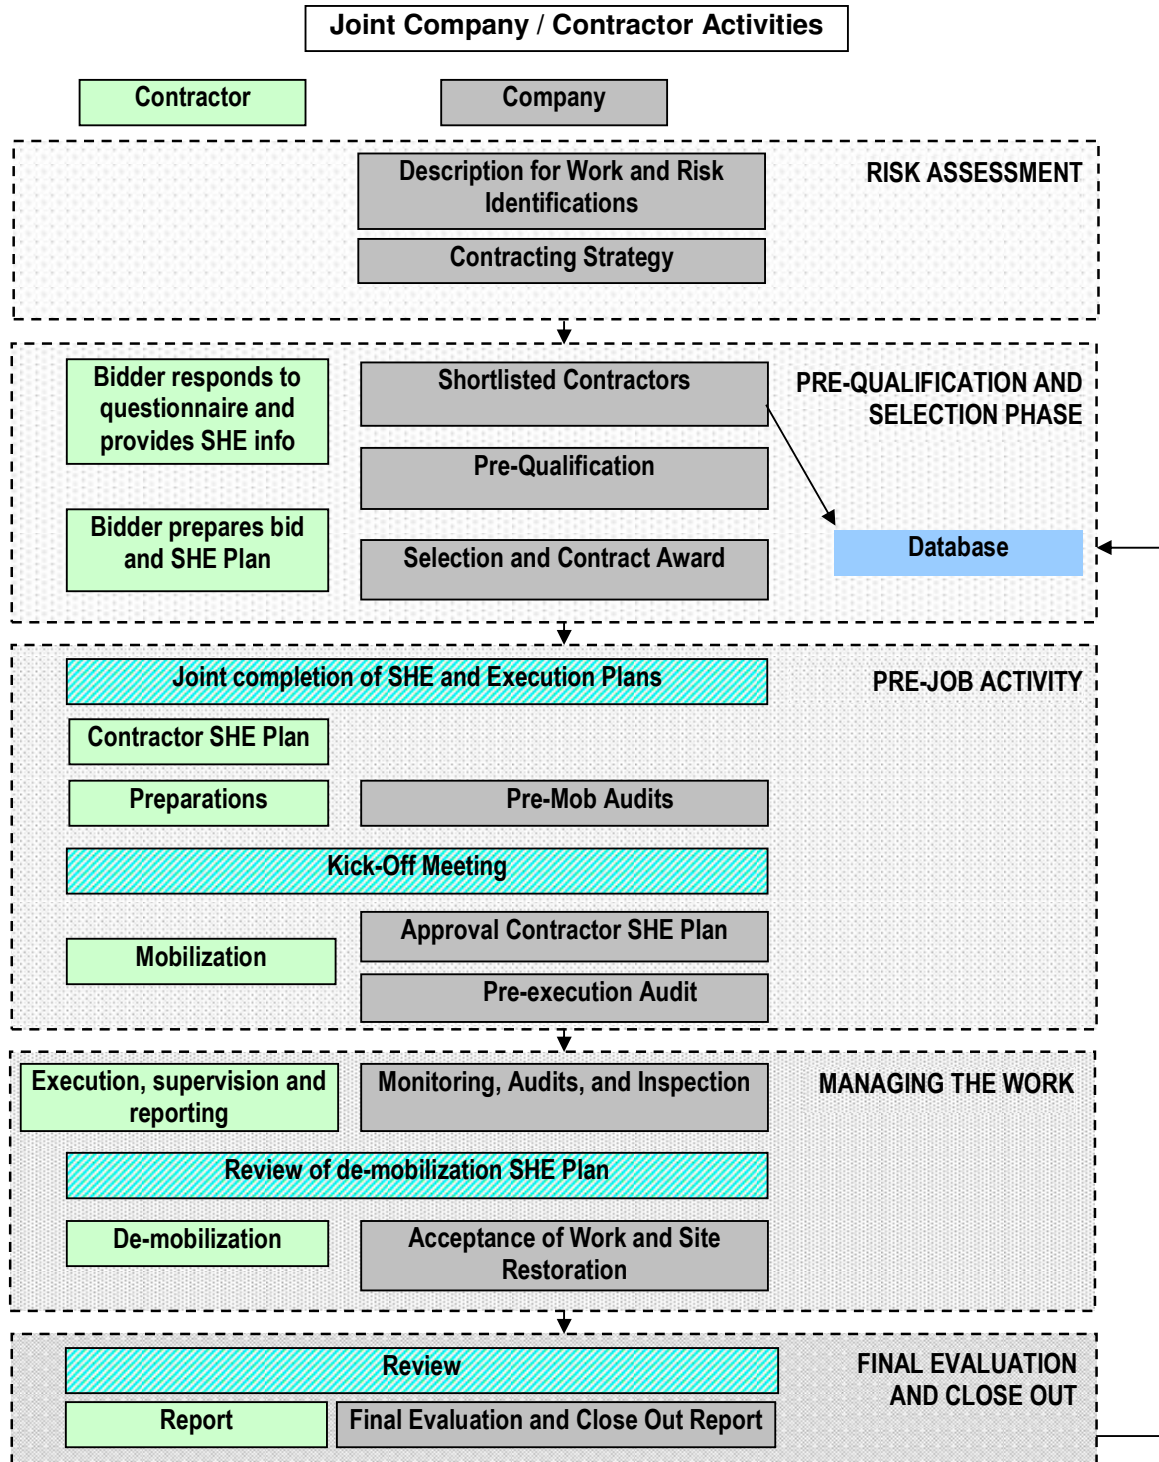 Joint Company / Contractor Activities
Contractor
Company
RISK ASSESSMENT
Description for Work and Risk
Identifications
Contracting Strategy
PRE-QUALIFICATION AND
SELECTION PHASE
Bidder responds to
questionnaire and
provides SHE info
Shortlisted Contractors
Pre-Qualification
Bidder prepares bid
and SHE Plan
Selection and Contract Award
Database
Joint completion of SHE and Execution Plans
PRE-JOB ACTIVITY
Contractor SHE Plan
Preparations
Pre-Mob Audits
Kick-Off Meeting
Approval Contractor SHE Plan
Mobilization
Pre-execution Audit
Execution, supervision and
reporting
Monitoring, Audits, and Inspection
MANAGING THE WORK
Review of de-mobilization SHE Plan
De-mobilization
Acceptance of Work and Site
Restoration
Review
FINAL EVALUATION
AND CLOSE OUT
Report
Final Evaluation and Close Out Report